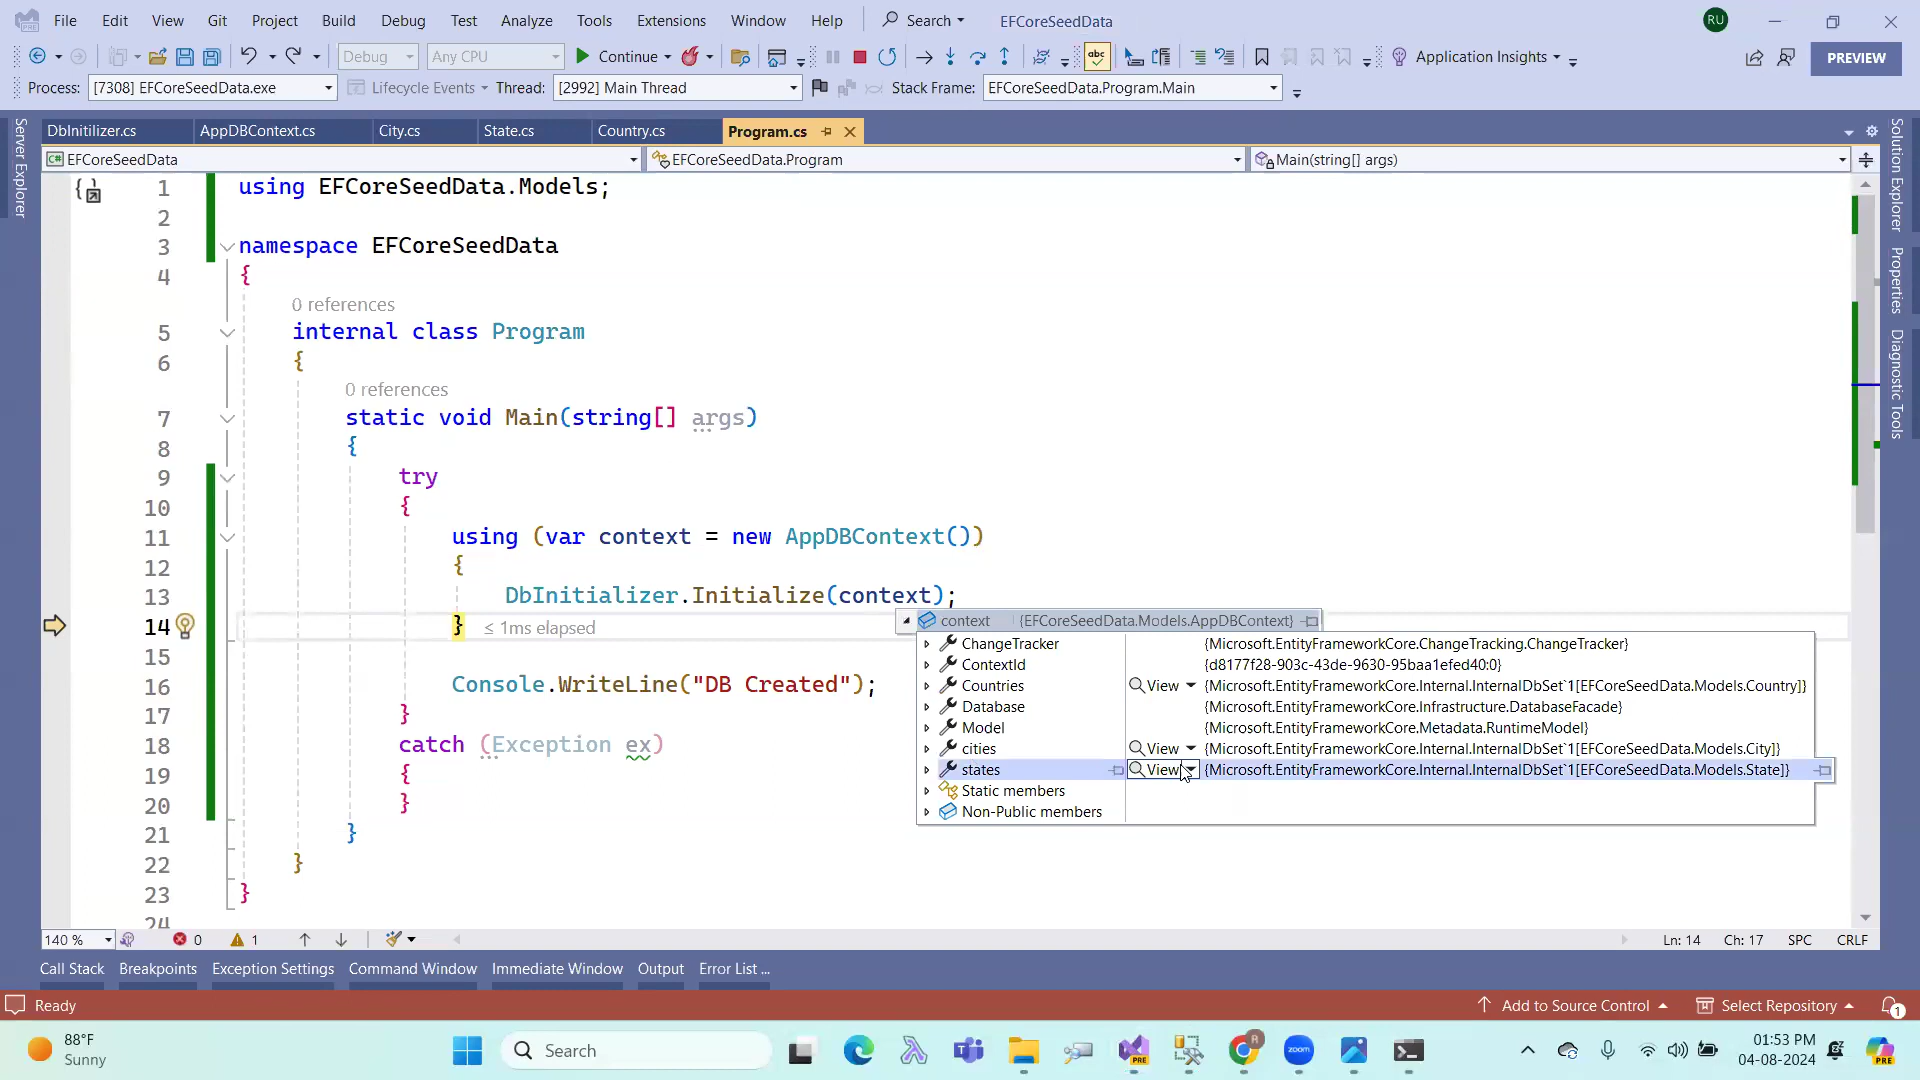 File Edit View Git Project Build Debug Test Analyze Tools Extensions Window Help Search EFCoreSeedData RU
Debug Any CPU Continue abc Application Insights PREVIEW
Process: [7308] EFCoreSeedData.exe Lifecycle Events Thread: [2992] Main Thread Stack Frame: EFCoreSeedData.Program.Main
DbInitilizer.cs AppDBContext.cs City.cs State.cs Country.cs Program.cs
C# EFCoreSeedData EFCoreSeedData.Program Main(string[] args)
Server Explorer
Solution Explorer
Properties
Diagnostic Tools
1 using EFCoreSeedData.Models;
2
3 namespace EFCoreSeedData
4 {
0 references
5 internal class Program
6 {
0 references
7 static void Main(string[] args)
8 {
9 try
10 {
11 using (var context = new AppDBContext())
12 {
13 DbInitializer.Initialize(context);
14 } ≤ 1ms elapsed
15
16 Console.WriteLine("DB Created");
17 }
18 catch (Exception ex)
19 {
20 }
21 }
22 }
23 }
24
context {EFCoreSeedData.Models.AppDBContext}
ChangeTracker {Microsoft.EntityFrameworkCore.ChangeTracking.ChangeTracker}
ContextId {d8177f28-903c-43de-9630-95baa1efed40:0}
Countries View {Microsoft.EntityFrameworkCore.Internal.InternalDbSet`1[EFCoreSeedData.Models.Country]}
Database {Microsoft.EntityFrameworkCore.Infrastructure.DatabaseFacade}
Model {Microsoft.EntityFrameworkCore.Metadata.RuntimeModel}
cities View {Microsoft.EntityFrameworkCore.Internal.InternalDbSet`1[EFCoreSeedData.Models.City]}
states View {Microsoft.EntityFrameworkCore.Internal.InternalDbSet`1[EFCoreSeedData.Models.State]}
Static members
Non-Public members
140 % 0 1 Ln: 14 Ch: 17 SPC CRLF
Call Stack Breakpoints Exception Settings Command Window Immediate Window Output Error List ...
Ready Add to Source Control Select Repository 1
88°F
Sunny
Search
PRE
zoom
01:53 PM
04-08-2024
PRE